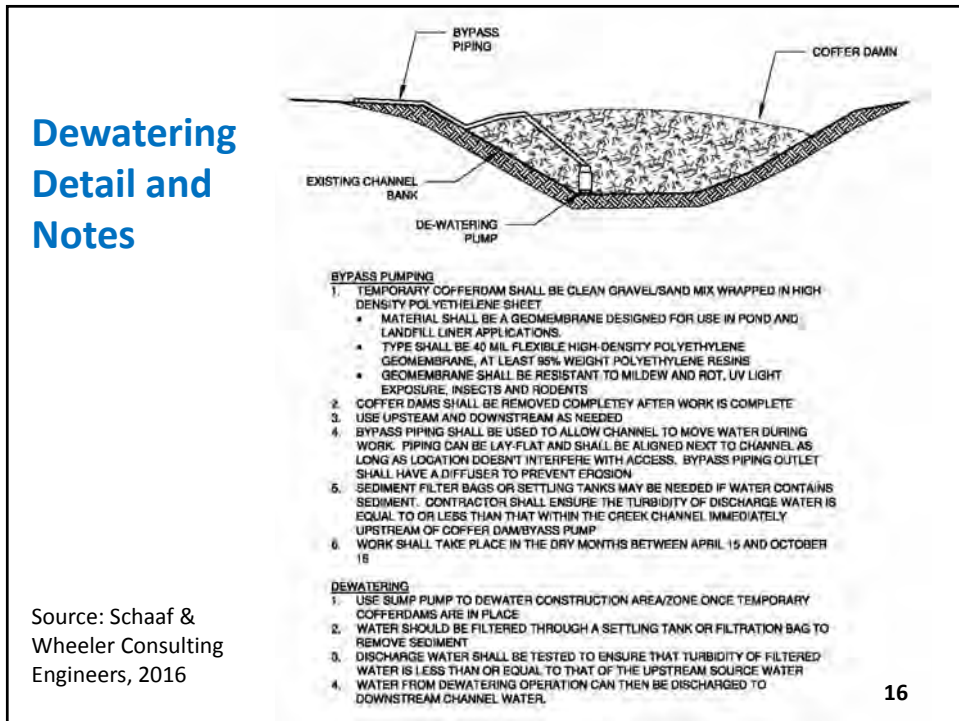 Dewatering
Detail and
Notes
BYPASS
PIPING
COFFER DAMN
EXISTING CHANNEL
BANK
DE-WATERING
PUMP
BYPASS PUMPING
1. TEMPORARY COFFERDAM SHALL BE CLEAN GRAVEL/SAND MIX WRAPPED IN HIGH
DENSITY POLYETHELENE SHEET
• MATERIAL SHALL BE A GEOMEMBRANE DESIGNED FOR USE IN POND AND
LANDFILL LINER APPLICATIONS.
• TYPE SHALL BE 40 MIL FLEXIBLE HIGH-DENSITY POLYETHYLENE
GEOMEMBRANE, AT LEAST 95% WEIGHT POLYETHYLENE RESINS
• GEOMEMBRANE SHALL BE RESISTANT TO MILDEW AND ROT, UV LIGHT
EXPOSURE, INSECTS AND RODENTS
2. COFFER DAMS SHALL BE REMOVED COMPLETEY AFTER WORK IS COMPLETE
3. USE UPSTEAM AND DOWNSTREAM AS NEEDED
4. BYPASS PIPING SHALL BE USED TO ALLOW CHANNEL TO MOVE WATER DURING
WORK. PIPING CAN BE LAY-FLAT AND SHALL BE ALIGNED NEXT TO CHANNEL AS
LONG AS LOCATION DOESN'T INTERFERE WITH ACCESS. BYPASS PIPING OUTLET
SHALL HAVE A DIFFUSER TO PREVENT EROSION
5. SEDIMENT FILTER BAGS OR SETTLING TANKS MAY BE NEEDED IF WATER CONTAINS
SEDIMENT. CONTRACTOR SHALL ENSURE THE TURBIDITY OF DISCHARGE WATER IS
EQUAL TO OR LESS THAN THAT WITHIN THE CREEK CHANNEL IMMEDIATELY
UPSTREAM OF COFFER DAM/BYASS PUMP
6. WORK SHALL TAKE PLACE IN THE DRY MONTHS BETWEEN APRIL 15 AND OCTOBER
16
DEWATERING
1. USE SUMP PUMP TO DEWATER CONSTRUCTION AREA/ZONE ONCE TEMPORARY
COFFERDAMS ARE IN PLACE
2. WATER SHOULD BE FILTERED THROUGH A SETTLING TANK OR FILTRATION BAG TO
REMOVE SEDIMENT
3. DISCHARGE WATER SHALL BE TESTED TO ENSURE THAT TURBIDITY OF FILTERED
WATER IS LESS THAN OR EQUAL TO THAT OF THE UPSTREAM SOURCE WATER
4. WATER FROM DEWATERING OPERATION CAN THEN BE DISCHARGED TO
DOWNSTREAM CHANNEL WATER.
Source: Schaaf &
Wheeler Consulting
Engineers, 2016
16